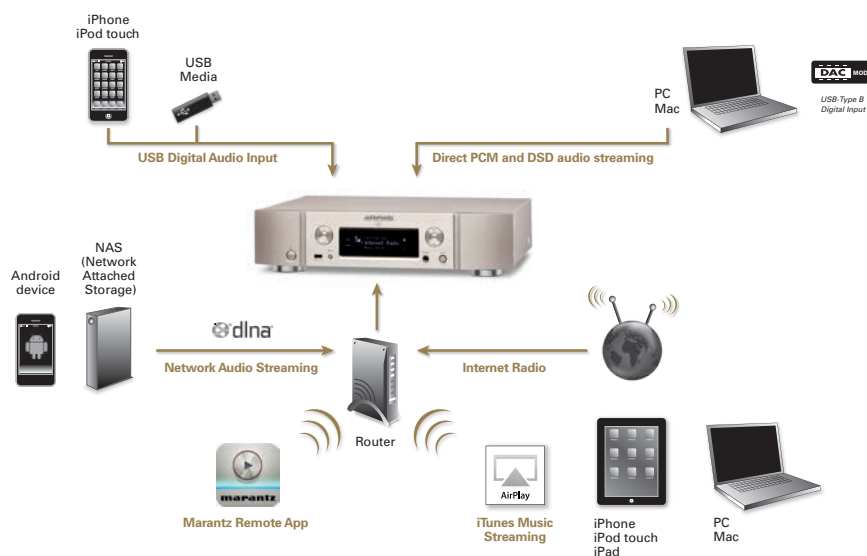 iPhone
iPod touch
USB
Media
PC
Mac
DAC MOD
USB-Type B
Digital Input
USB Digital Audio Input
Direct PCM and DSD audio streaming
marantz
Internet Radio
Android
device
NAS
(Network
Attached
Storage)
dlna
Network Audio Streaming
Internet Radio
Router
marantz
Marantz Remote App
AirPlay
iTunes Music
Streaming
iPhone
iPod touch
iPad
PC
Mac